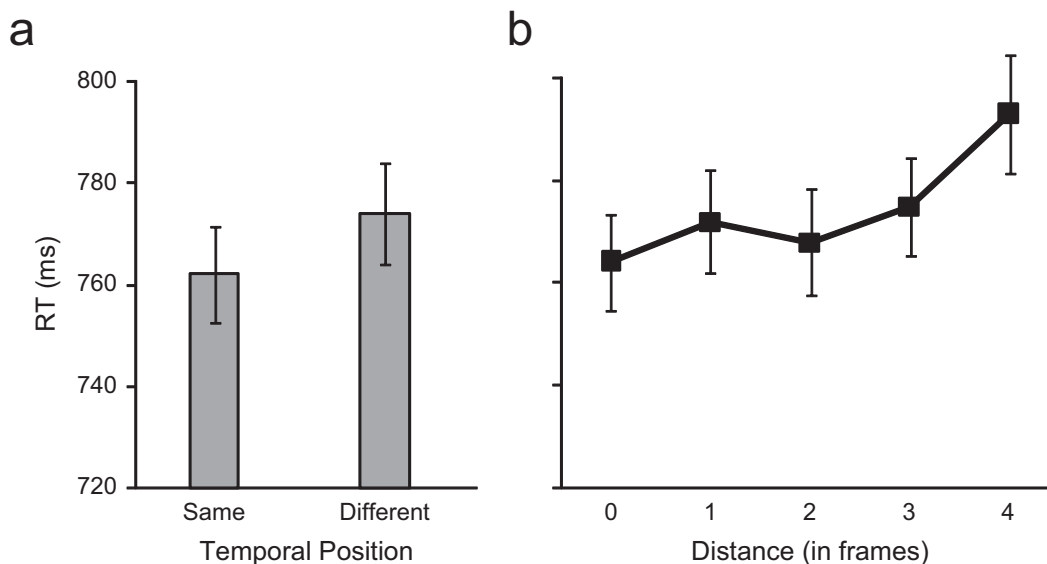 a
b
800
780
760
740
720
RT (ms)
Same
Different
Temporal Position
0
1
2
3
4
Distance (in frames)